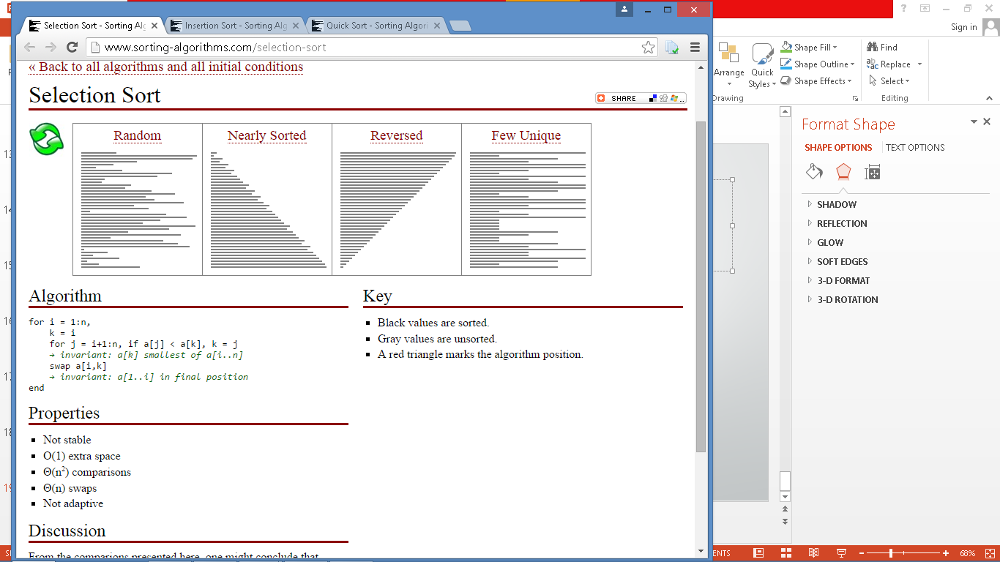 Selection Sort - Sorting Al
Insertion Sort - Sorting Alg
Quick Sort - Sorting Algori
www.sorting-algorithms.com/selection-sort
« Back to all algorithms and all initial conditions
Selection Sort
SHARE
...
Random
Nearly Sorted
Reversed
Few Unique
Algorithm
for i = 1:n,
k = i
for j = i+1:n, if a[j] < a[k], k = j
→ invariant: a[k] smallest of a[i..n]
swap a[i,k]
→ invariant: a[1..i] in final position
end
Key
Black values are sorted.
Gray values are unsorted.
A red triangle marks the algorithm position.
Properties
Not stable
O(1) extra space
Θ(n²) comparisons
Θ(n) swaps
Not adaptive
Discussion
From the comparions presented here, one might conclude that
13
14
15
16
17
18
19
?
Sign in
Arrange
Quick
Styles
Shape Fill
Shape Outline
Shape Effects
Drawing
Find
Replace
Select
Editing
Format Shape
SHAPE OPTIONS
TEXT OPTIONS
SHADOW
REFLECTION
GLOW
SOFT EDGES
3-D FORMAT
3-D ROTATION
ENTS
68%